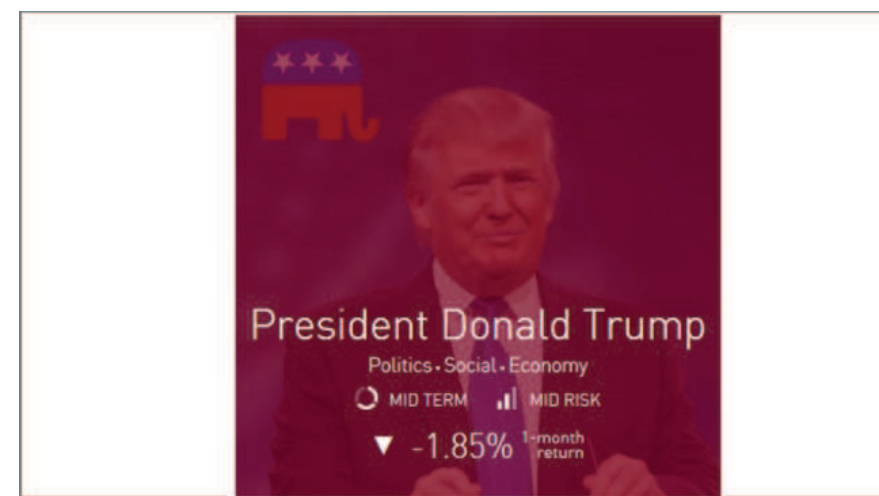 President Donald Trump
Politics • Social • Economy
MID TERM MID RISK
▼ -1.85% 1-month return